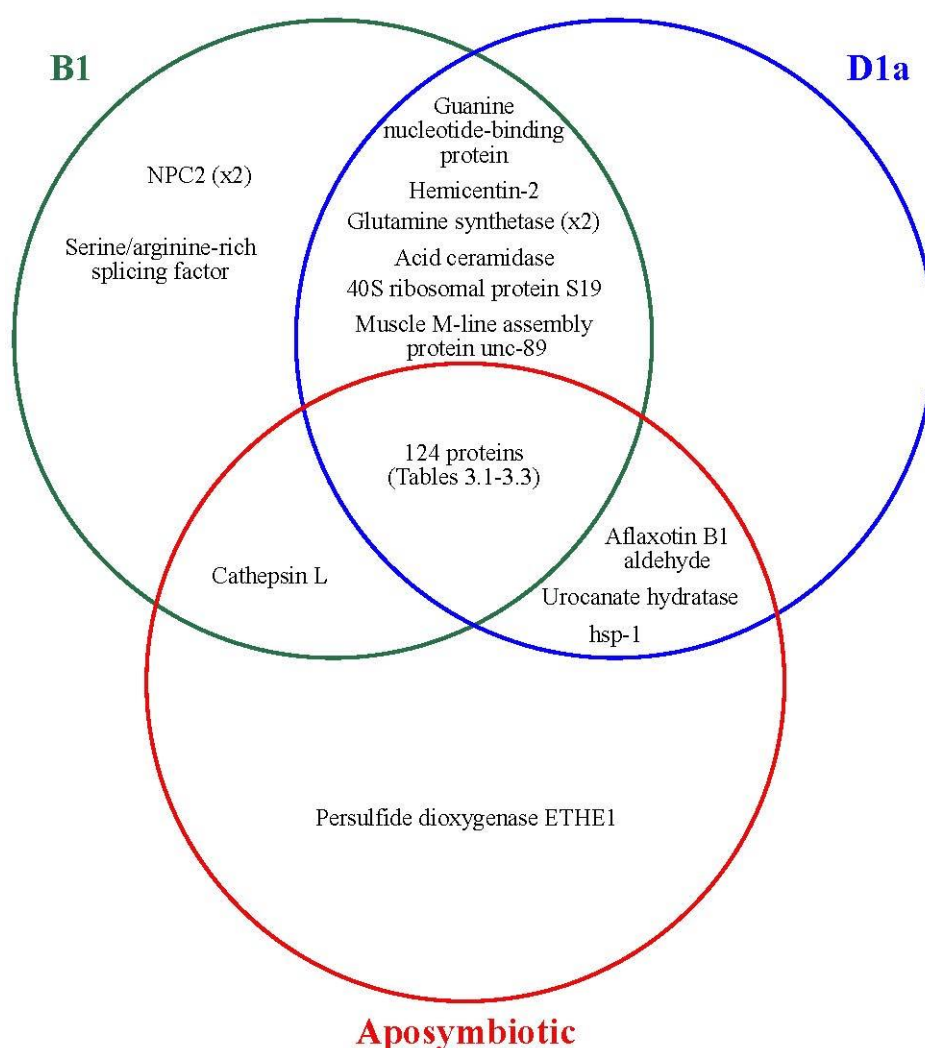 B1
D1a
Guanine
nucleotide-binding
protein
NPC2 (x2)
Hemicentin-2
Glutamine synthetase (x2)
Serine/arginine-rich
splicing factor
Acid ceramidase
40S ribosomal protein S19
Muscle M-line assembly
protein unc-89
124 proteins
(Tables 3.1-3.3)
Aflaxotin B1
aldehyde
Cathepsin L
Urocanate hydratase
hsp-1
Persulfide dioxygenase ETHE1
Aposymbiotic